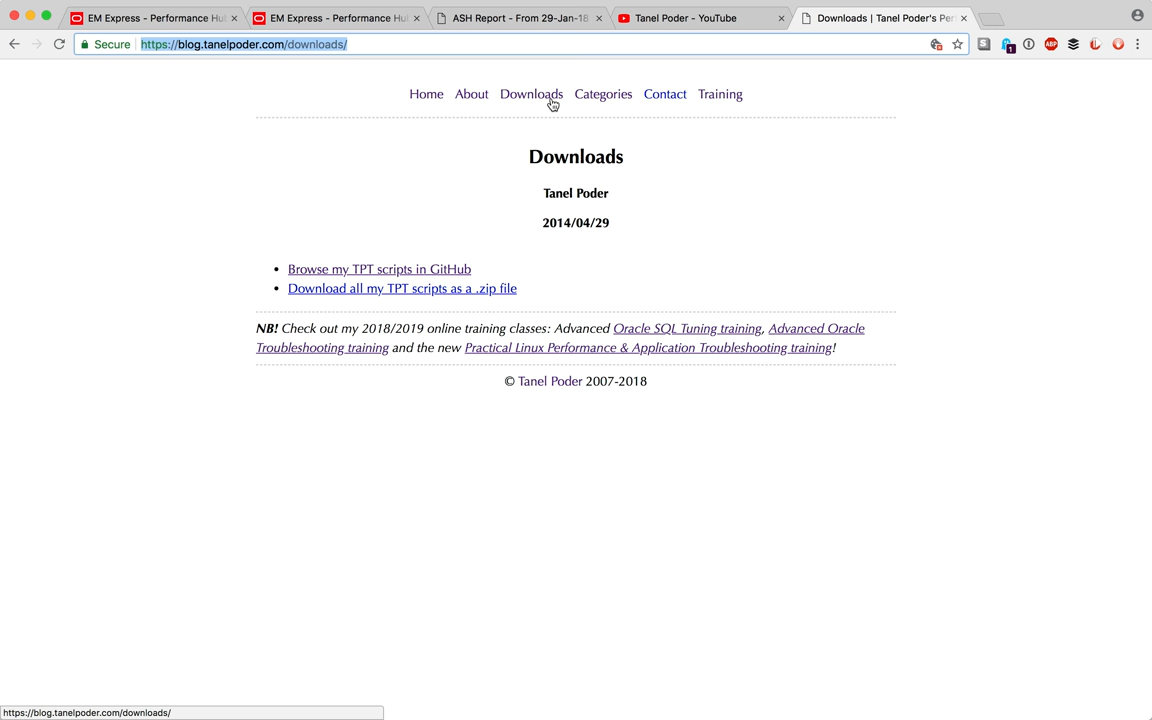 EM Express - Performance Hu
EM Express - Performance Hu
ASH Report - From 29-Jan-18
Tanel Poder - YouTube
Downloads | Tanel Poder's Per
Secure
https://blog.tanelpoder.com/downloads/
S
1
ABP
Home About Downloads Categories Contact Training
Downloads
Tanel Poder
2014/04/29
Browse my TPT scripts in GitHub
Download all my TPT scripts as a .zip file
NB! Check out my 2018/2019 online training classes: Advanced Oracle SQL Tuning training, Advanced Oracle
Troubleshooting training and the new Practical Linux Performance & Application Troubleshooting training!
© Tanel Poder 2007-2018
https://blog.tanelpoder.com/downloads/